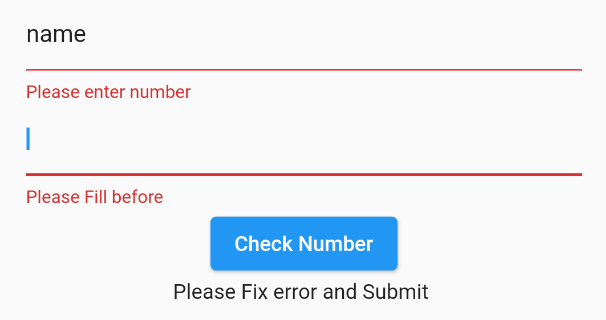 name
Please enter number
Please Fill before
Check Number
Please Fix error and Submit